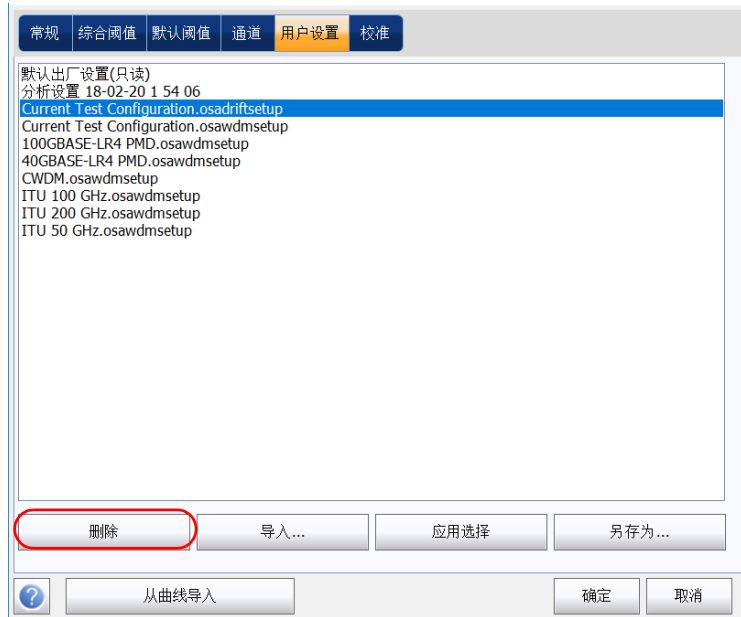 常规 综合阈值 默认阈值 通道 用户设置 校准
默认出厂设置(只读)
分析设置 18-02-20 1 54 06
Current Test Configuration.osadriftsetup
Current Test Configuration.osawdmsetup
100GBASE-LR4 PMD.osawdmsetup
40GBASE-LR4 PMD.osawdmsetup
CWDM.osawdmsetup
ITU 100 GHz.osawdmsetup
ITU 200 GHz.osawdmsetup
ITU 50 GHz.osawdmsetup
删除 导入... 应用选择 另存为...
? 从曲线导入 确定 取消